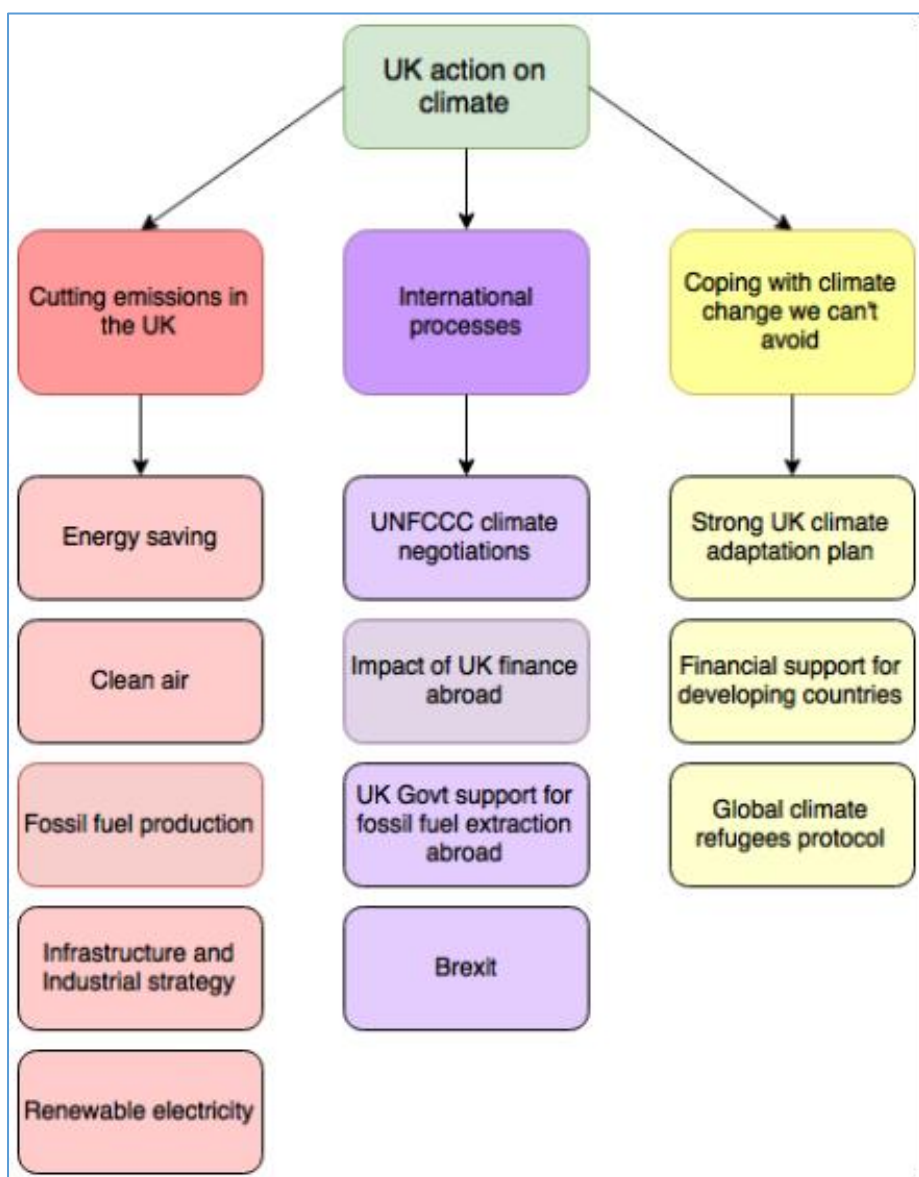 UK action on
climate
Cutting emissions in
the UK
International
processes
Coping with climate
change we can't
avoid
Energy saving
Clean air
Fossil fuel production
Infrastructure and
Industrial strategy
Renewable electricity
UNFCCC climate
negotiations
Impact of UK finance
abroad
UK Govt support for
fossil fuel extraction
abroad
Brexit
Strong UK climate
adaptation plan
Financial support for
developing countries
Global climate
refugees protocol